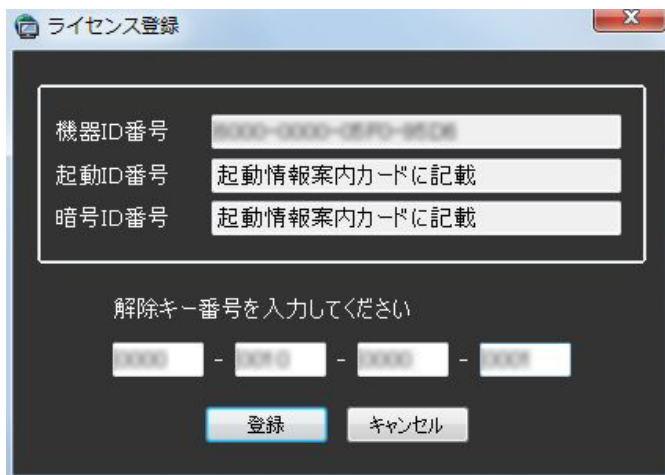 ライセンス登録
機器ID番号
起動ID番号 起動情報案内カードに記載
暗号ID番号 起動情報案内カードに記載
解除キー番号を入力してください
- - -
登録 キャンセル